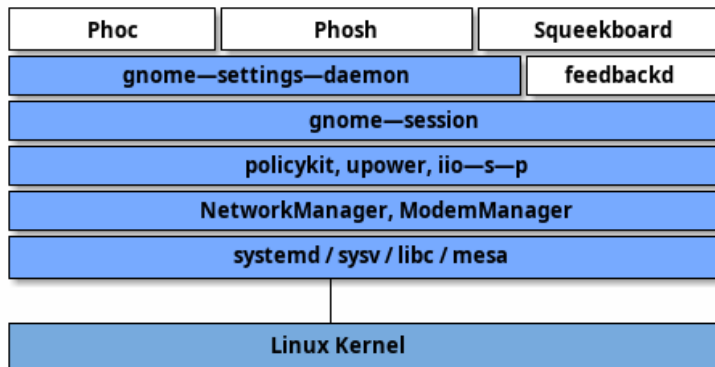 Phoc Phosh Squeekboard
gnome—settings—daemon feedbackd
gnome—session
policykit, upower, iio—s—p
NetworkManager, ModemManager
systemd / sysv / libc / mesa
Linux Kernel